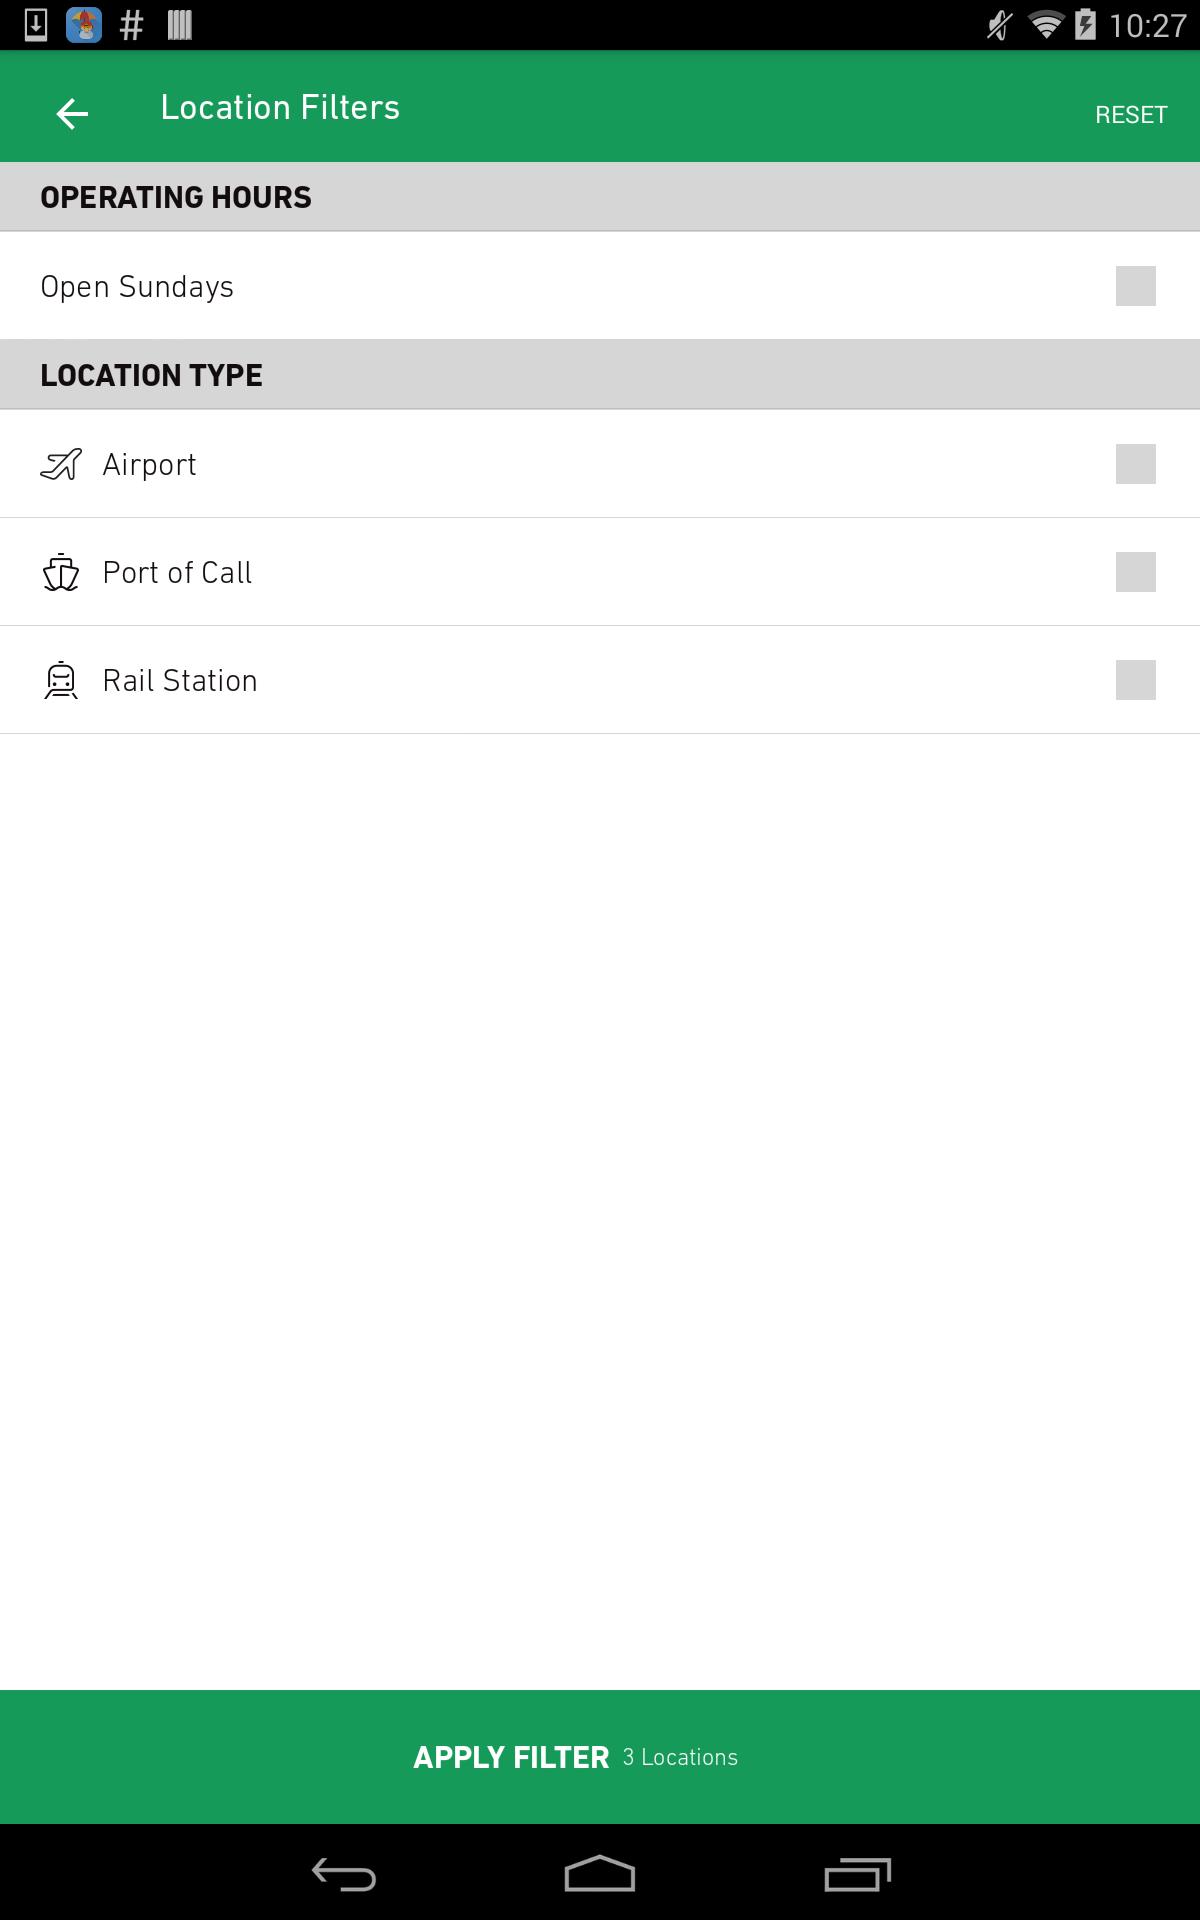 # 10:27
Location Filters RESET
OPERATING HOURS
Open Sundays
LOCATION TYPE
Airport
Port of Call
Rail Station
APPLY FILTER 3 Locations